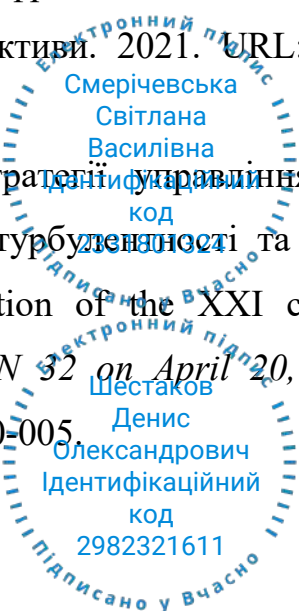 ктиви. 2021. URL:
Електронний підпис
Смерічевська
Світлана
Василівна
Ідентифікаційний
код
Підписано у Вчасно
тратегії управління
турбулентності та
tion of the XXI c
N 32 on April 20,
0-005.
Електронний підпис
Шестаков
Денис
Олександрович
Ідентифікаційний
код
2982321611
Підписано у Вчасно